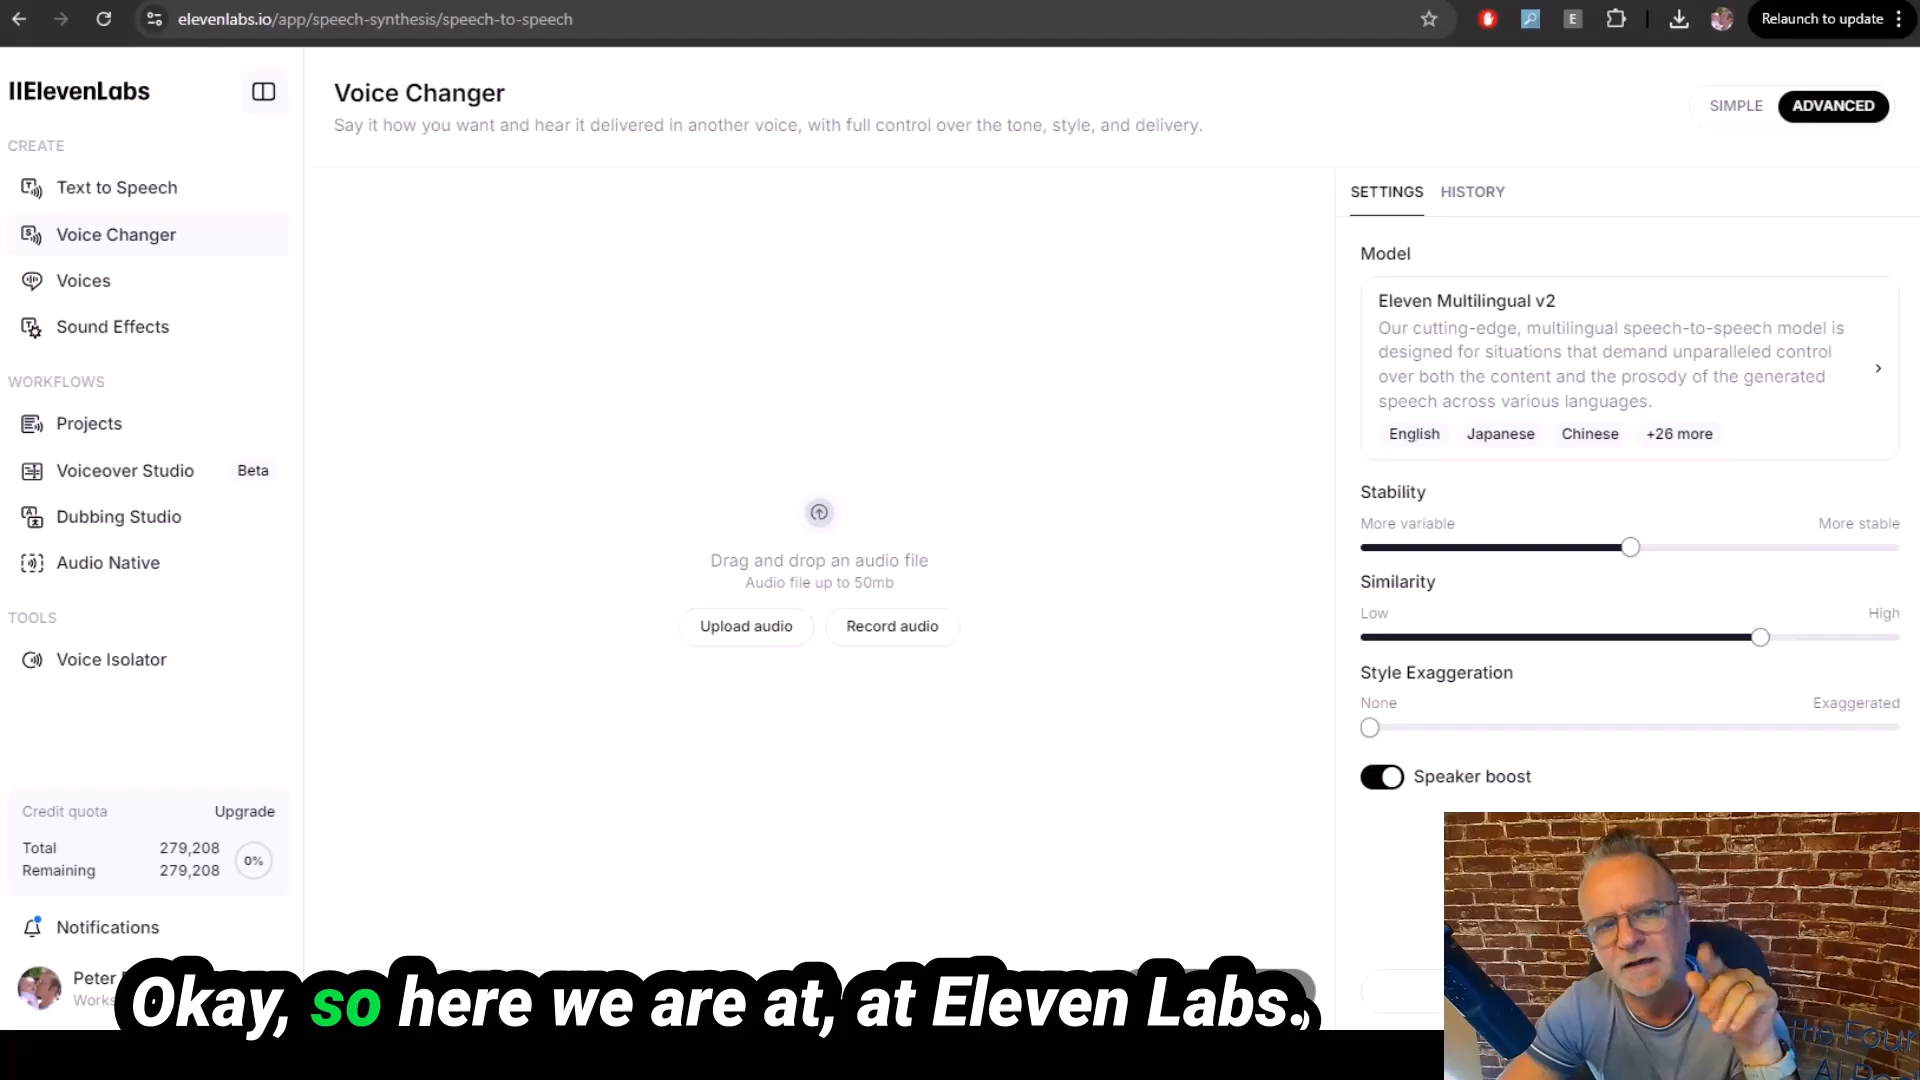 elevenlabs.io/app/speech-synthesis/speech-to-speech
E
Relaunch to update
IIElevenLabs
CREATE
Text to Speech
Voice Changer
Voices
Sound Effects
WORKFLOWS
Projects
Voiceover Studio Beta
Dubbing Studio
Audio Native
TOOLS
Voice Isolator
Credit quota Upgrade
Total 279,208
Remaining 279,208
0%
Notifications
Peter
Works
Voice Changer
Say it how you want and hear it delivered in another voice, with full control over the tone, style, and delivery.
SIMPLE ADVANCED
Drag and drop an audio file
Audio file up to 50mb
Upload audio Record audio
SETTINGS HISTORY
Model
Eleven Multilingual v2
Our cutting-edge, multilingual speech-to-speech model is
designed for situations that demand unparalleled control
over both the content and the prosody of the generated
speech across various languages.
English Japanese Chinese +26 more
Stability
More variable More stable
Similarity
Low High
Style Exaggeration
None Exaggerated
Speaker boost
Okay, so here we are at, at Eleven Labs.
The Four
AI